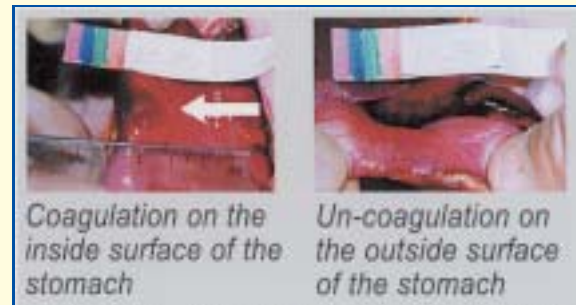 Coagulation on the
inside surface of the
stomach
Un-coagulation on
the outside surface
of the stomach